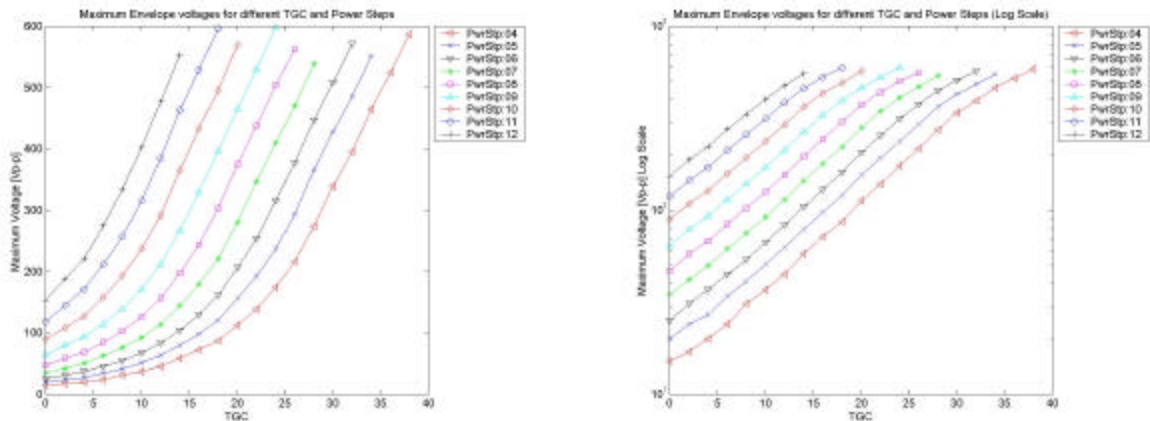 Maximum Envelope voltages for different TGC and Power Steps
600
500
400
300
200
100
0
Maximum Voltage [Vp-p]
0 5 10 15 20 25 30 35 40
TGC
PwrStp:04
PwrStp:05
PwrStp:06
PwrStp:07
PwrStp:08
PwrStp:09
PwrStp:10
PwrStp:11
PwrStp:12
Maximum Envelope voltages for different TGC and Power Steps (Log Scale)
Maximum Voltage [Vp-p] Log Scale
0 5 10 15 20 25 30 35 40
TGC
PwrStp:04
PwrStp:05
PwrStp:06
PwrStp:07
PwrStp:08
PwrStp:09
PwrStp:10
PwrStp:11
PwrStp:12